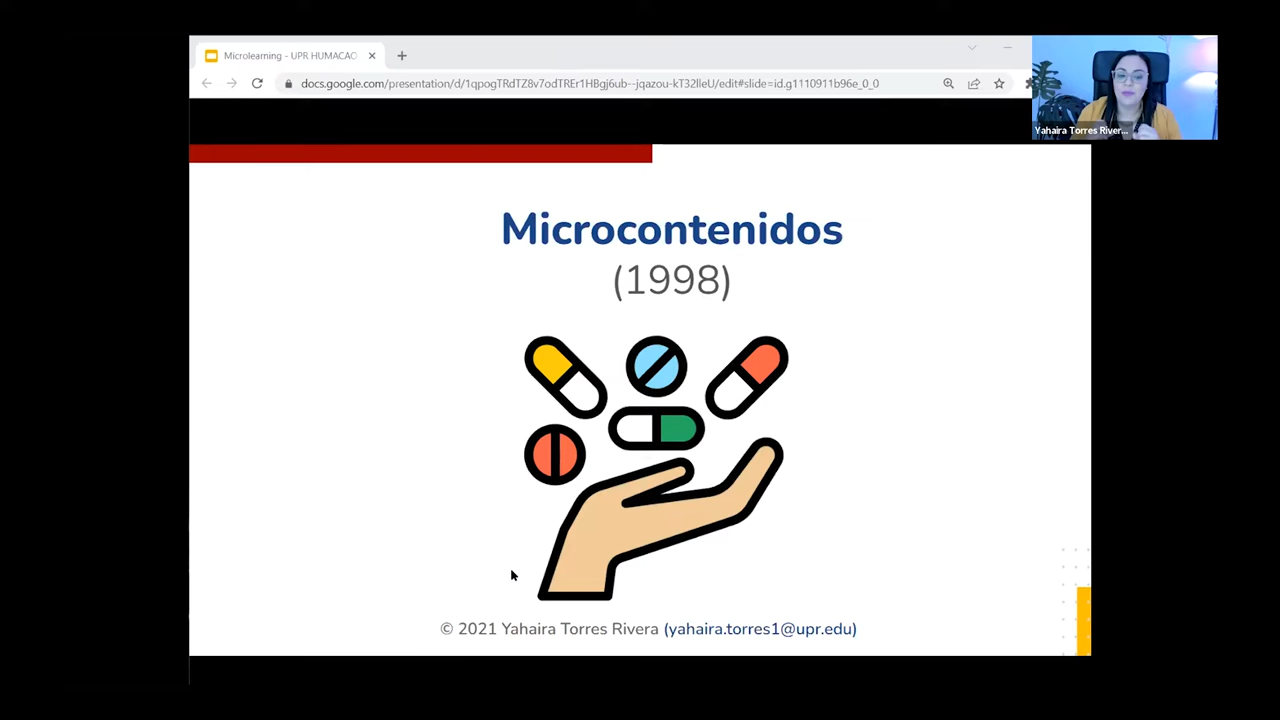 Microlearning - UPR HUMACAO
docs.google.com/presentation/d/1qpogTRdTZ8v7odTREr1HBgj6ub--jqazou-kT32lleU/edit#slide=id.g1110911b96e_0_0
Yahaira Torres River...
Microcontenidos
(1998)
© 2021 Yahaira Torres Rivera (yahaira.torres1@upr.edu)